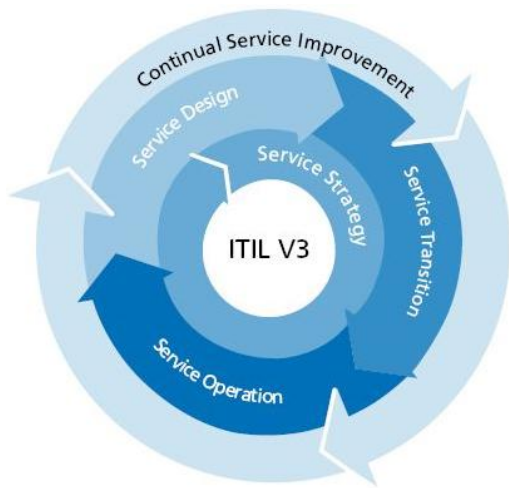 Continual Service Improvement
Service Design
Service Strategy
Service Transition
ITIL V3
Service Operation